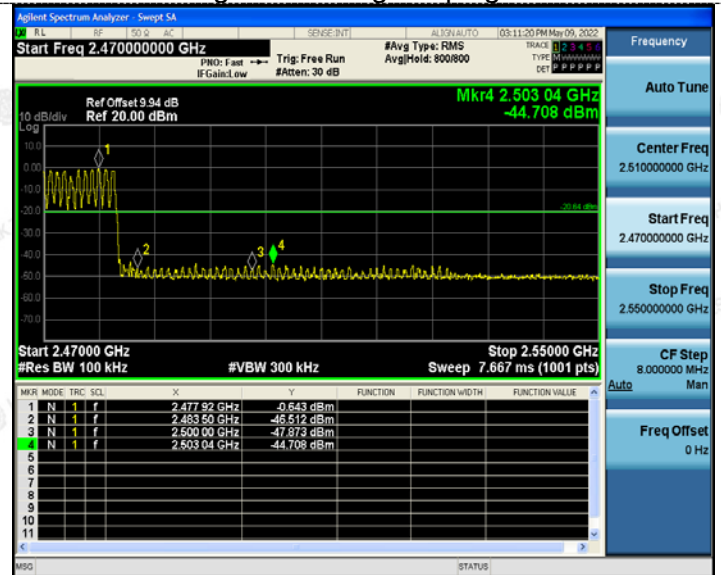 Agilent Spectrum Analyzer - Swept SA
RL RF 50 Ω AC SENSE:INT ALIGNAUTO 03:11:20 PM May 09, 2022
Start Freq 2.470000000 GHz
PNO: Fast
IFGain:Low
Trig: Free Run
#Atten: 30 dB
#Avg Type: RMS
Avg|Hold: 800/800
TRACE 1 2 3 4 5 6
TYPE M
DET P P P P P P
Ref Offset 9.94 dB
10 dB/div Ref 20.00 dBm
Log
Mkr4 2.503 04 GHz
-44.708 dBm
10.0
0.00
-10.0
-20.0
-30.0
-40.0
-50.0
-60.0
-70.0
1
2
3
4
-20.64 dBm
Start 2.47000 GHz Stop 2.55000 GHz
#Res BW 100 kHz #VBW 300 kHz Sweep 7.667 ms (1001 pts)
MKR MODE TRC SCL X Y FUNCTION FUNCTION WIDTH FUNCTION VALUE
1 N 1 f 2.477 92 GHz -0.643 dBm
2 N 1 f 2.483 50 GHz -46.512 dBm
3 N 1 f 2.500 00 GHz -47.873 dBm
4 N 1 f 2.503 04 GHz -44.708 dBm
5
6
7
8
9
10
11
MSG STATUS
Frequency
Auto Tune
Center Freq
2.510000000 GHz
Start Freq
2.470000000 GHz
Stop Freq
2.550000000 GHz
CF Step
8.000000 MHz
Auto Man
Freq Offset
0 Hz